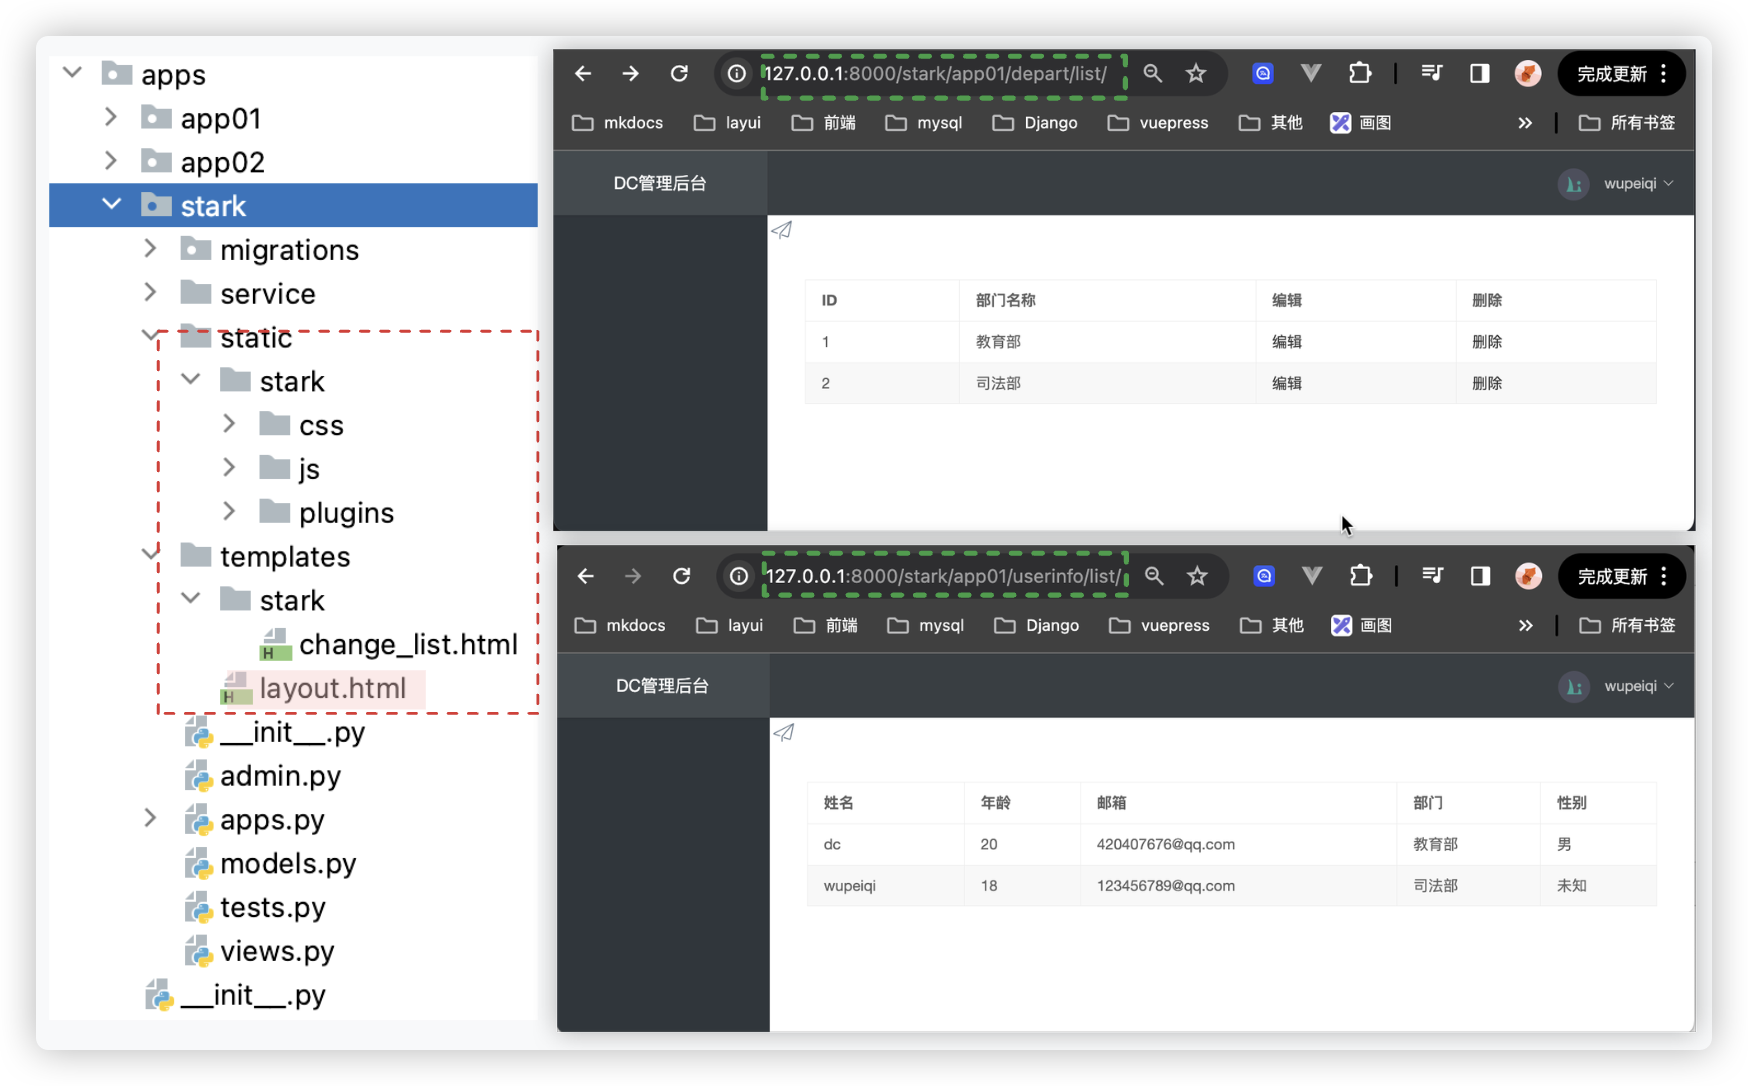 apps
app01
app02
stark
migrations
service
static
stark
css
js
plugins
templates
stark
change_list.html
layout.html
__init__.py
admin.py
apps.py
models.py
tests.py
views.py
__init__.py
127.0.0.1:8000/stark/app01/depart/list/ 完成更新
mkdocs layui 前端 mysql Django vuepress 其他 画图 » 所有书签
DC管理后台 wupeiqi
ID 部门名称 编辑 删除
1 教育部 编辑 删除
2 司法部 编辑 删除
127.0.0.1:8000/stark/app01/userinfo/list/ 完成更新
mkdocs layui 前端 mysql Django vuepress 其他 画图 » 所有书签
DC管理后台 wupeiqi
姓名 年龄 邮箱 部门 性别
dc 20 420407676@qq.com 教育部 男
wupeiqi 18 123456789@qq.com 司法部 未知